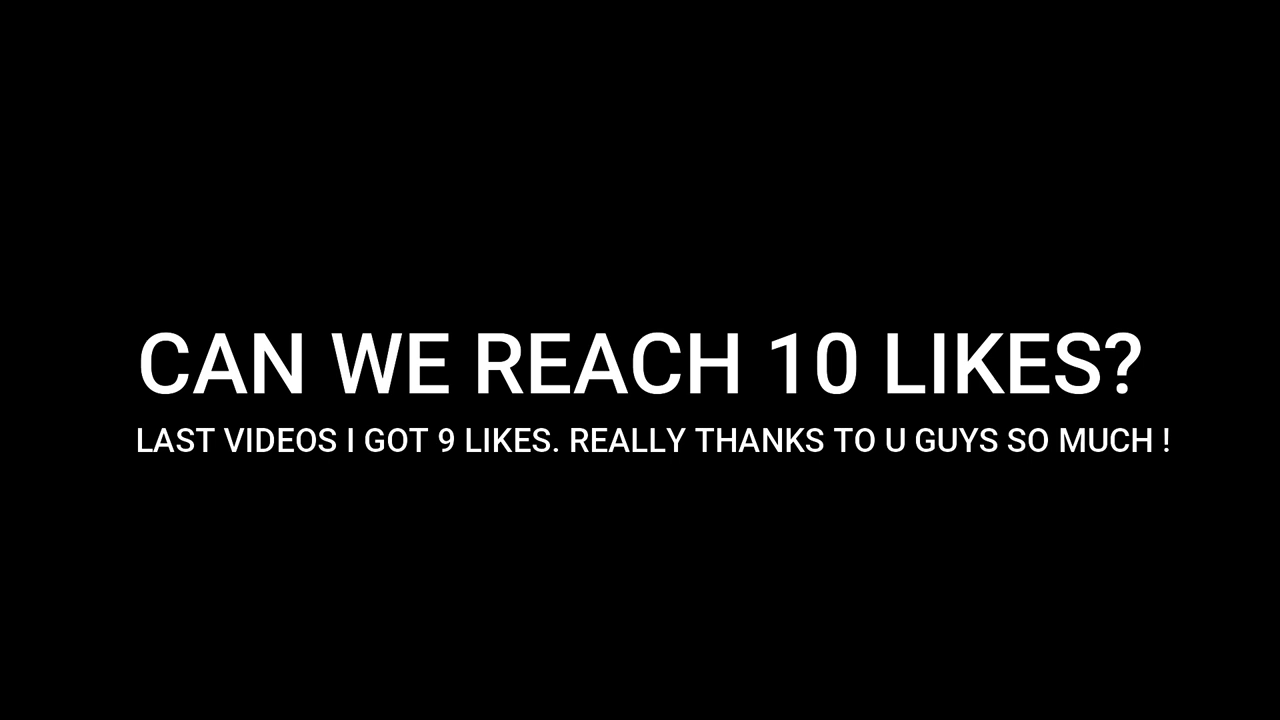 CAN WE REACH 10 LIKES?
LAST VIDEOS I GOT 9 LIKES. REALLY THANKS TO U GUYS SO MUCH !